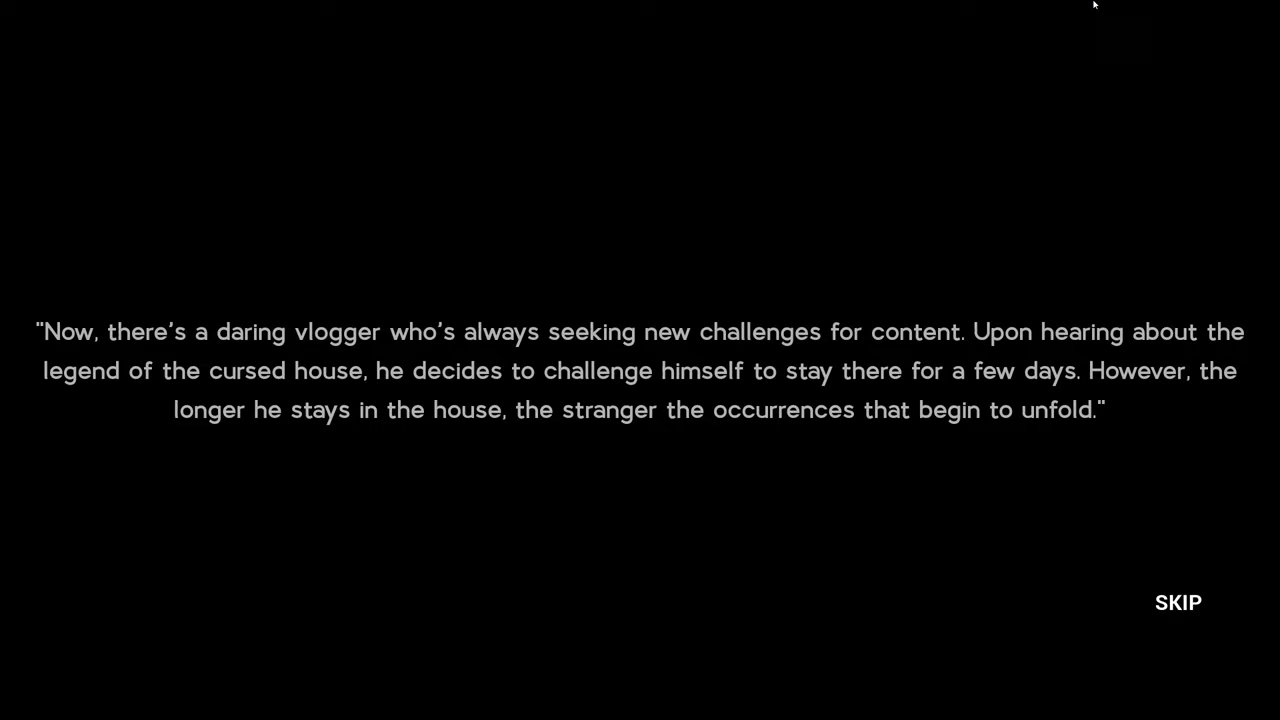 "Now, there's a daring vlogger who's always seeking new challenges for content. Upon hearing about the
legend of the cursed house, he decides to challenge himself to stay there for a few days. However, the
longer he stays in the house, the stranger the occurrences that begin to unfold."
SKIP